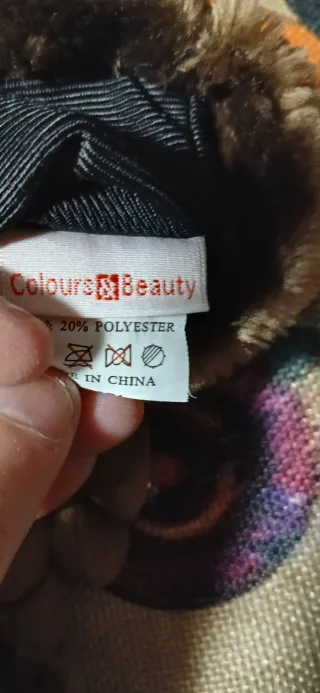 Colours & Beauty
& 20% POLYESTER
IN CHINA